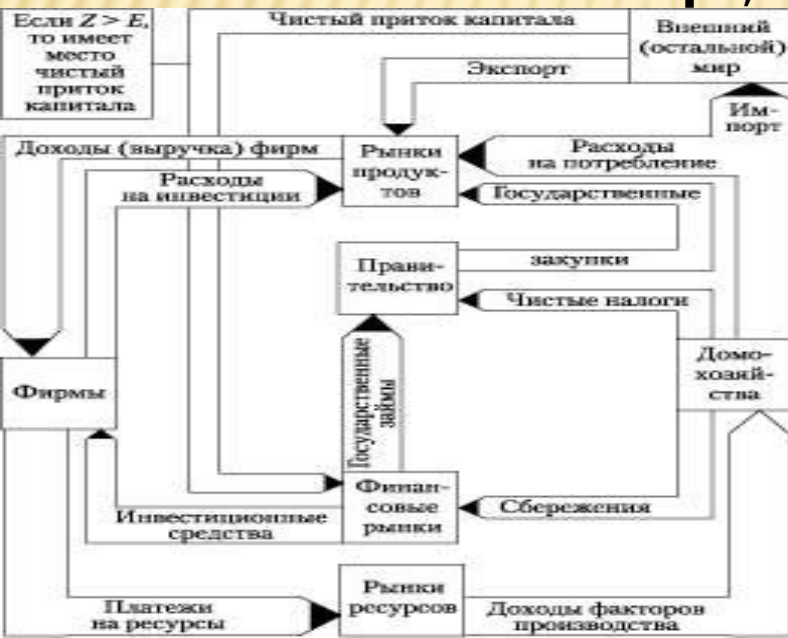 Если Z > E,
то имеет
место
чистый
приток
капитала
Чистый приток капитала
Внешний
(остальной)
мир
Экспорт
Им-
порт
Доходы (выручка) фирм
Рынки
продук-
тов
Расходы
на потребление
Расходы
на инвестиции
Государственные
закупки
Прави-
тельство
Чистые налоги
Фирмы
Государственные
займы
Домо-
хозяй-
ства
Финан-
совые
рынки
Сбережения
Инвестиционные
средства
Платежи
на ресурсы
Рынки
ресурсов
Доходы факторов
производства